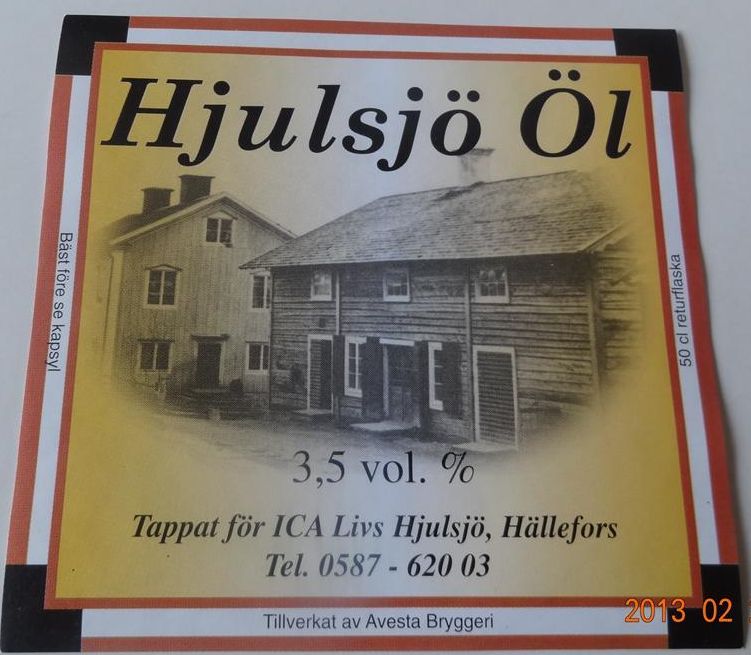 Hjulsjö Öl
Bäst före se kapsyl
50 cl returflaska
3,5 vol. %
Tappat för ICA Livs Hjulsjö, Hällefors
Tel. 0587 - 620 03
Tillverkat av Avesta Bryggeri
2013 02